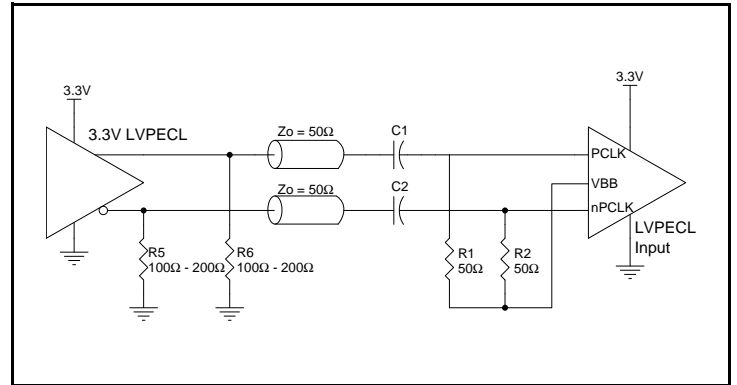 3.3V
3.3V
3.3V LVPECL
Zo = 50Ω
C1
PCLK
Zo = 50Ω
C2
VBB
nPCLK
LVPECL
Input
R5
100Ω - 200Ω
R6
100Ω - 200Ω
R1
50Ω
R2
50Ω